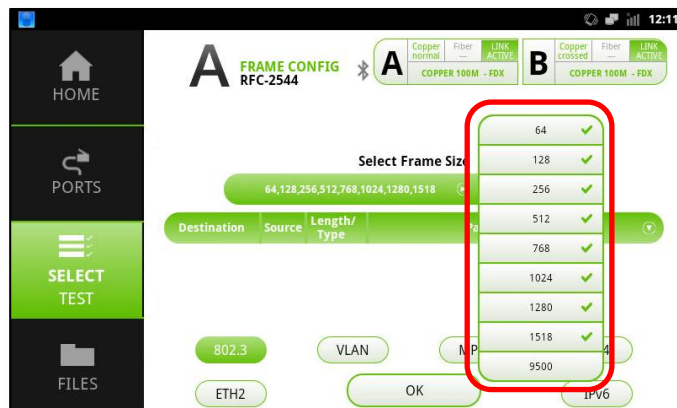 12:11
HOME
PORTS
SELECT
TEST
FILES
A FRAME CONFIG
RFC-2544
A
Copper normal
Fiber —
LINK ACTIVE
COPPER 100M - FDX
B
Copper crossed
Fiber —
LINK ACTIVE
COPPER 100M - FDX
Select Frame Size
64,128,256,512,768,1024,1280,1518
Destination Source Length/
Type
64
128
256
512
768
1024
1280
1518
9500
802.3 VLAN MP 4
ETH2 OK IPv6